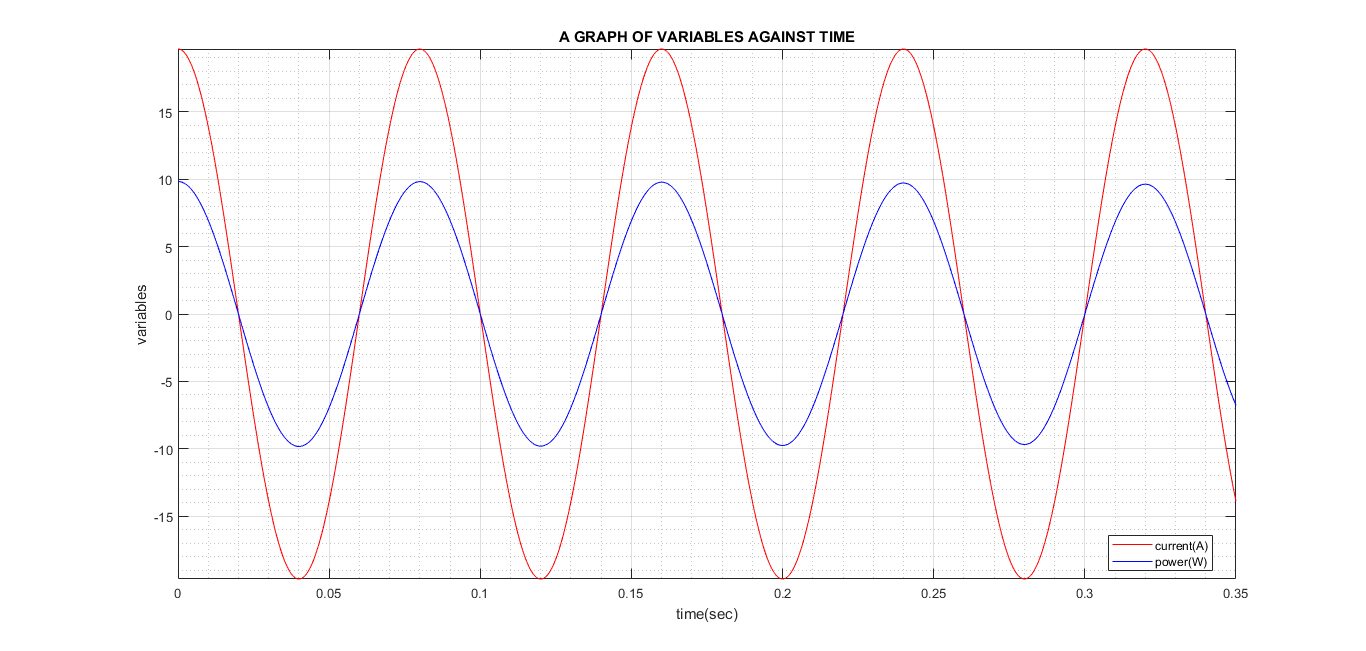 A GRAPH OF VARIABLES AGAINST TIME
15
10
5
0
-5
-10
-15
variables
current(A)
power(W)
0 0.05 0.1 0.15 0.2 0.25 0.3 0.35
time(sec)